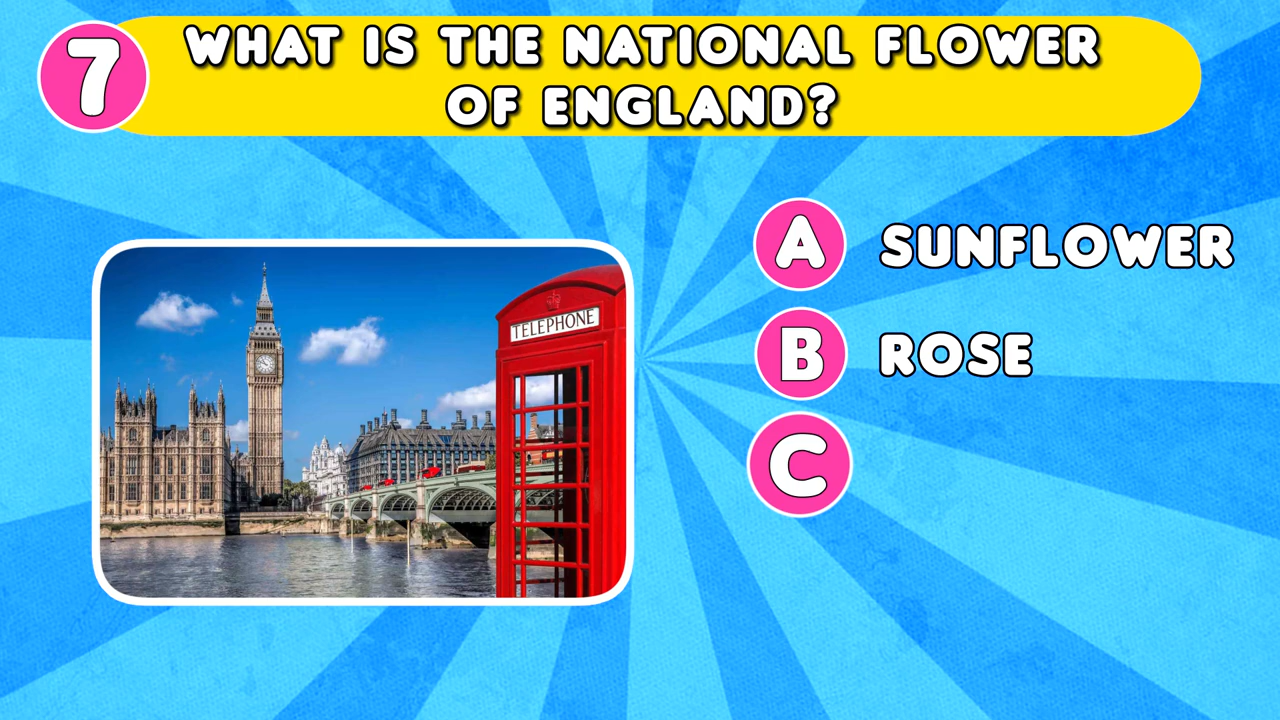 7
WHAT IS THE NATIONAL FLOWER
OF ENGLAND?
TELEPHONE
A SUNFLOWER
B ROSE
C